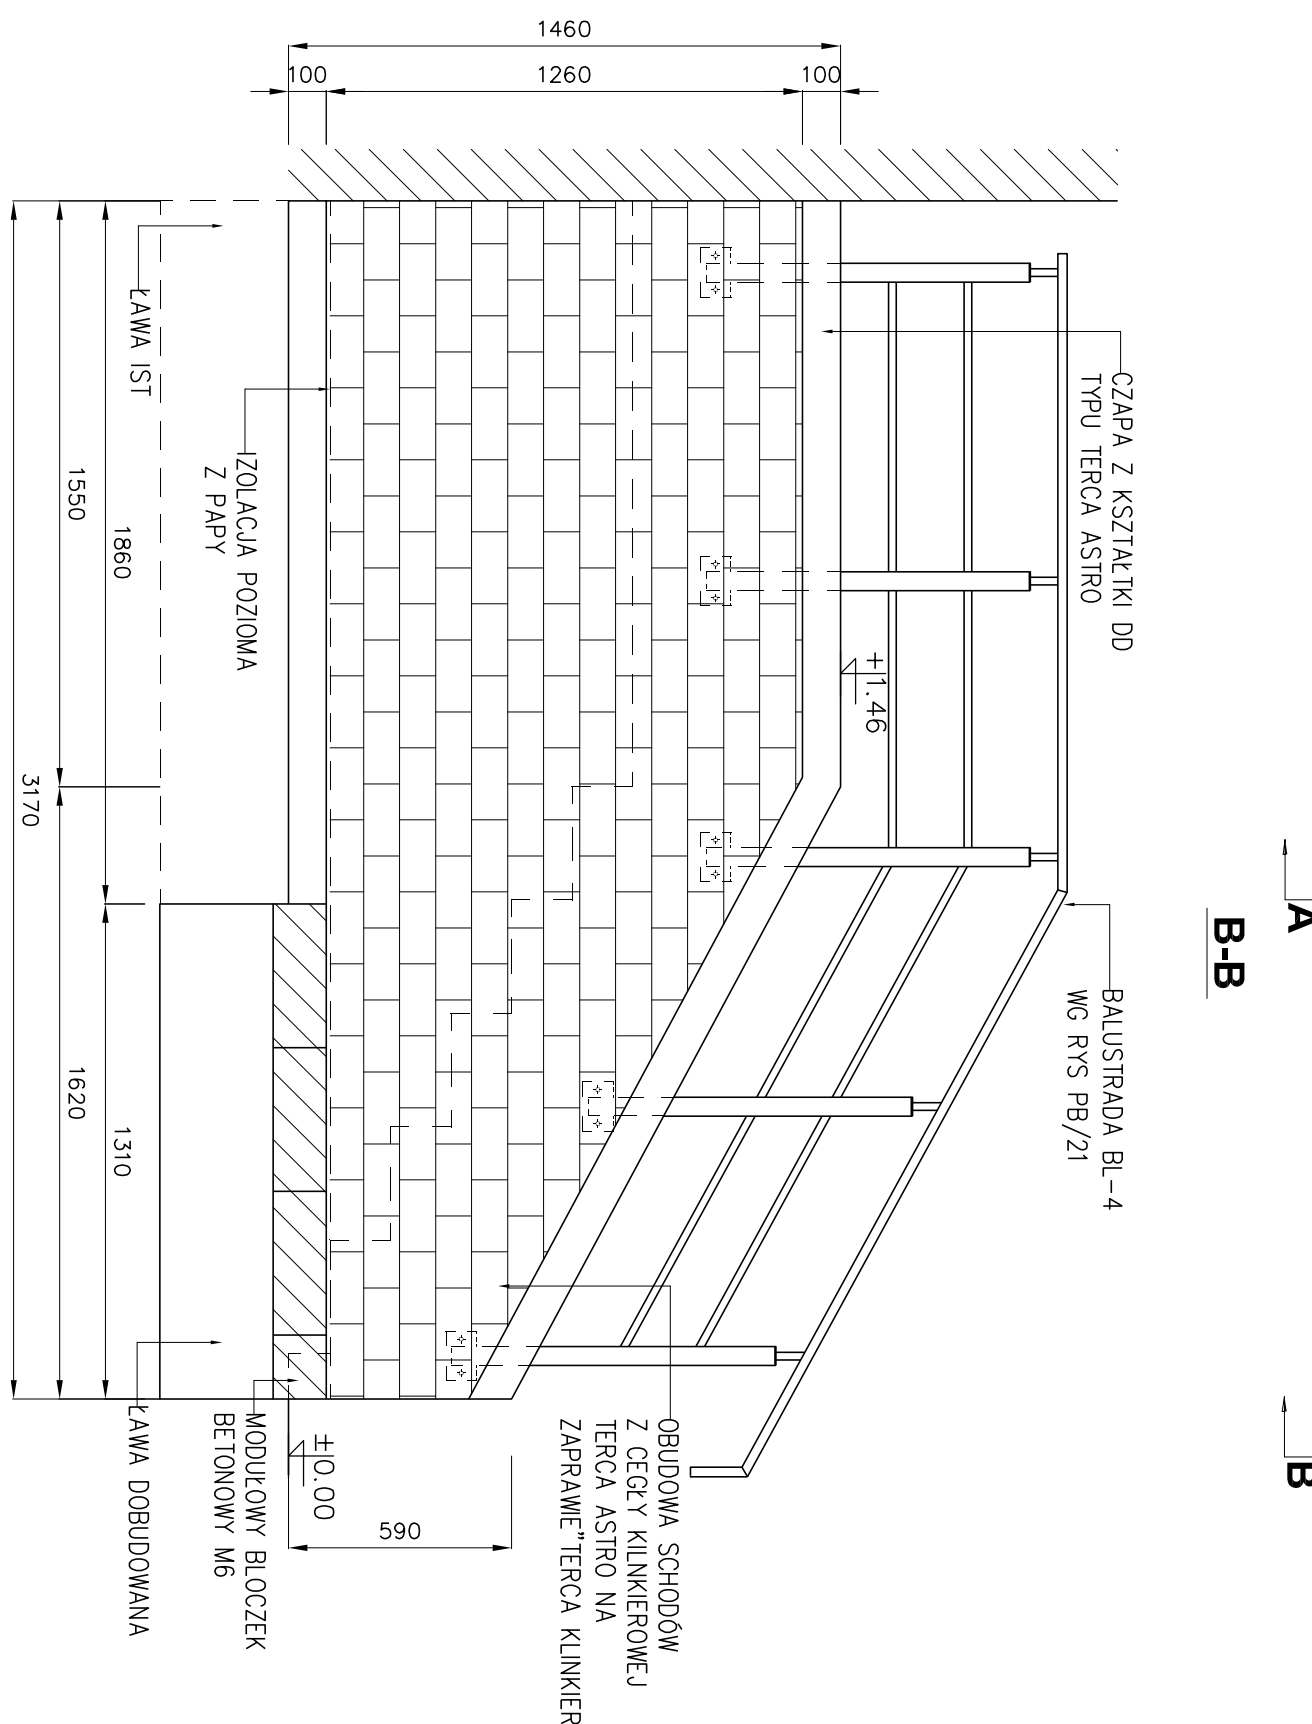 A
B
B-B
CZAPA Z KSZTAŁTKI DD
TYPU TERCA ASTRO
BALUSTRADA BL-4
WG RYS PB/21
+1.46
1460
100
1260
100
OBUDOWA SCHODÓW
Z CEGŁY KILNKIEROWEJ
TERCA ASTRO NA
ZAPRAWIE"TERCA KLINKIER
590
±0.00
IZOLACJA POZIOMA
Z PAPY
MODUŁOWY BLOCZEK
BETONOWY M6
ŁAWA IST
ŁAWA DOBUDOWANA
1860
1310
1550
1620
3170